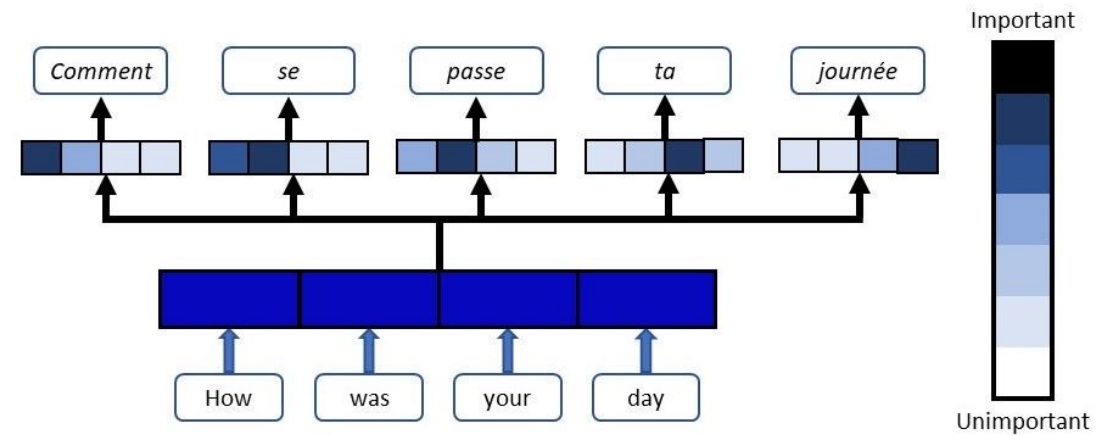 Important
Comment
se
passe
ta
journée
How
was
your
day
Unimportant